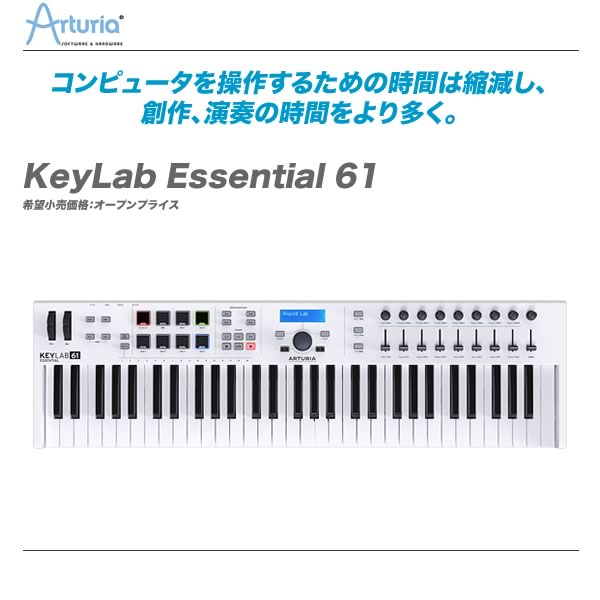 Arturia®
SOFTWARE & HARDWARE
コンピュータを操作するための時間は縮減し、
創作、演奏の時間をより多く。
KeyLab Essential 61
希望小売価格：オープンプライス
Analog Lab
ARTURIA
KEYLAB 61
ESSENTIAL